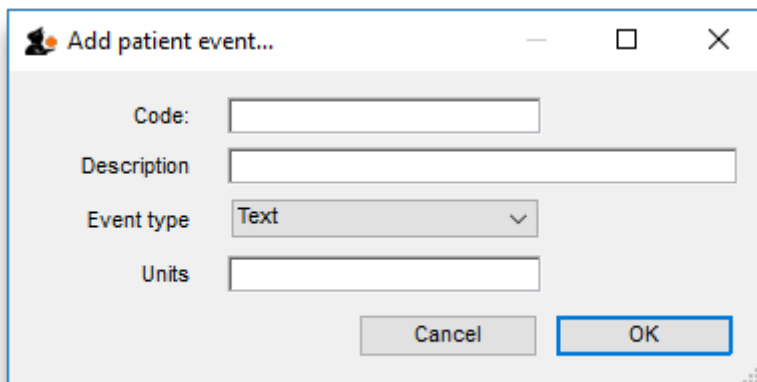 Add patient event...
Code:
Description
Event type Text
Units
Cancel OK